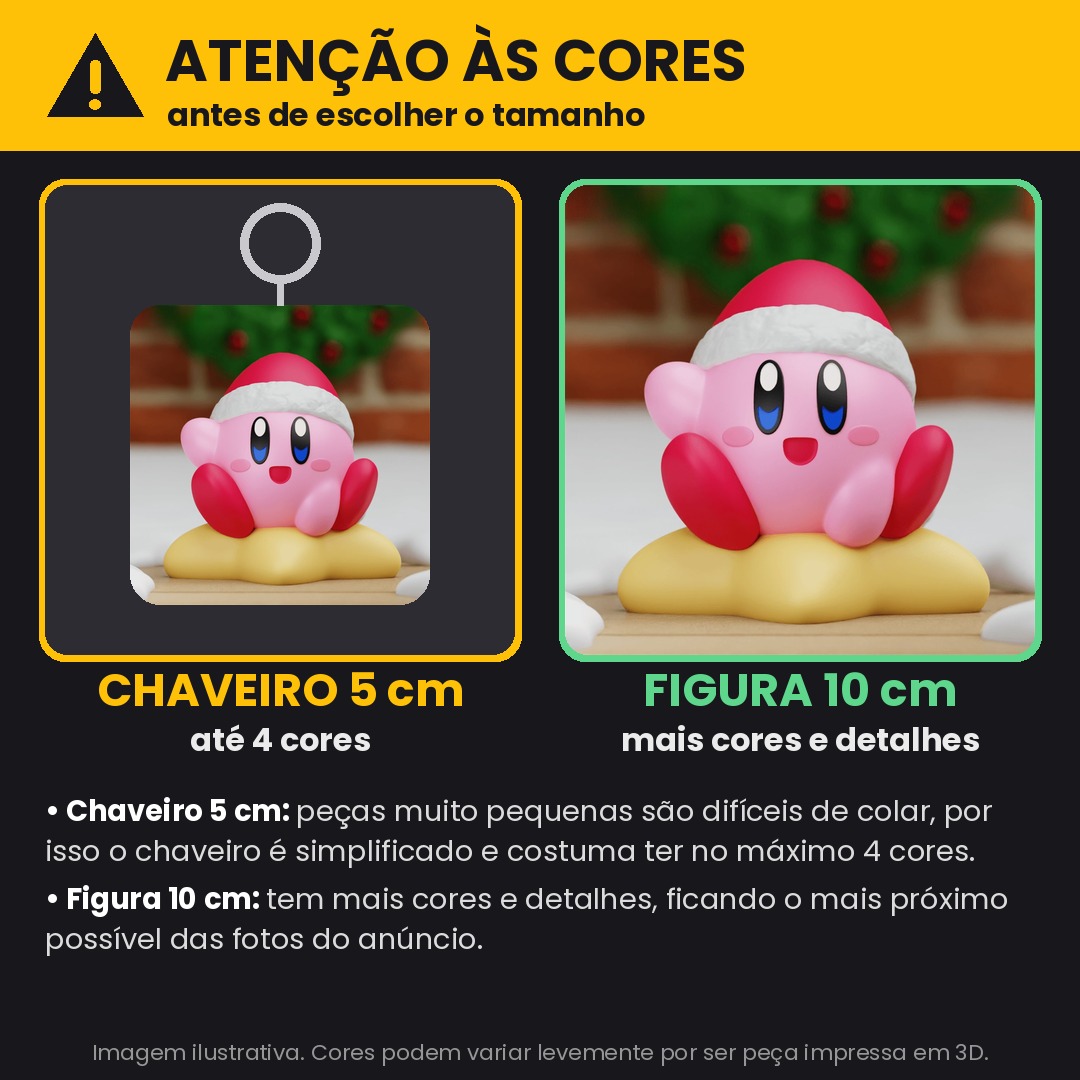 ATENÇÃO ÀS CORES
antes de escolher o tamanho
CHAVEIRO 5 cm
até 4 cores
FIGURA 10 cm
mais cores e detalhes
• Chaveiro 5 cm: peças muito pequenas são difíceis de colar, por
isso o chaveiro é simplificado e costuma ter no máximo 4 cores.
• Figura 10 cm: tem mais cores e detalhes, ficando o mais próximo
possível das fotos do anúncio.
Imagem ilustrativa. Cores podem variar levemente por ser peça impressa em 3D.